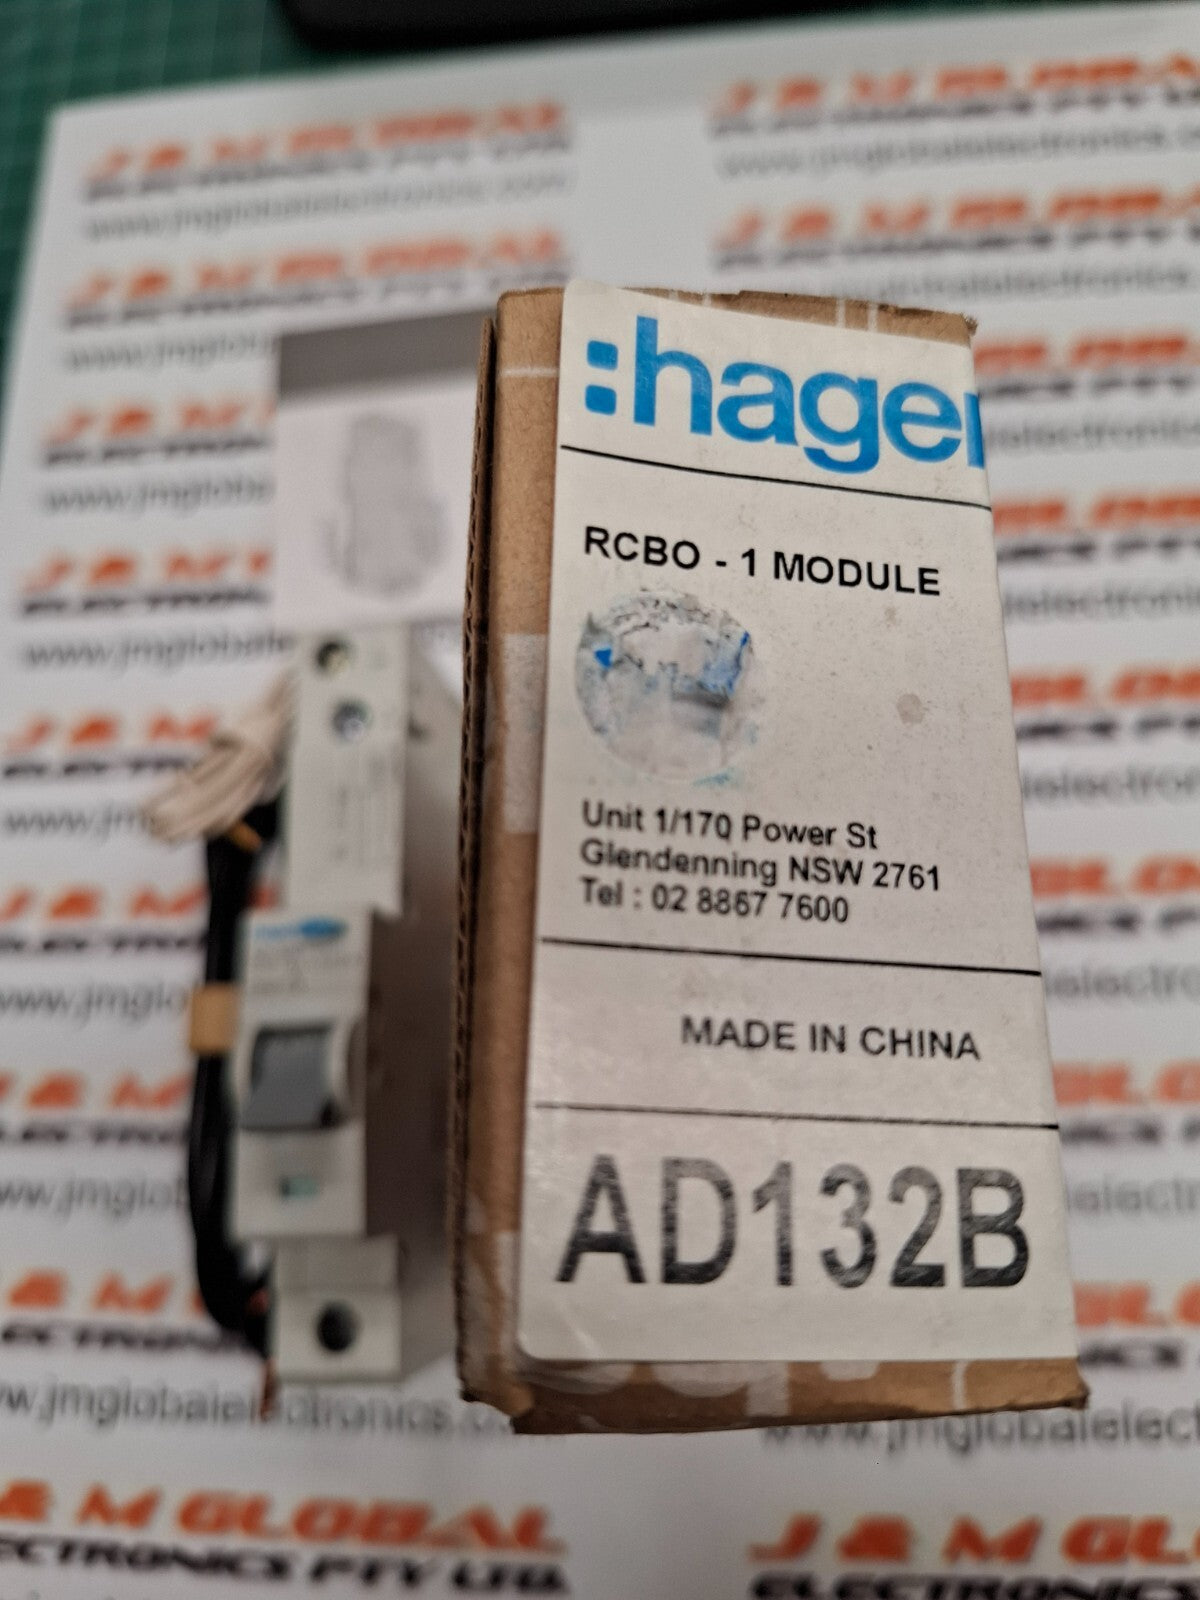 :hager
RCBO - 1 MODULE
Unit 1/170 Power St
Glendenning NSW 2761
Tel : 02 8867 7600
MADE IN CHINA
AD132B
J & M GLOBAL
ELECTRONICS PTY LTD.
www.jmglobalelectronics.com